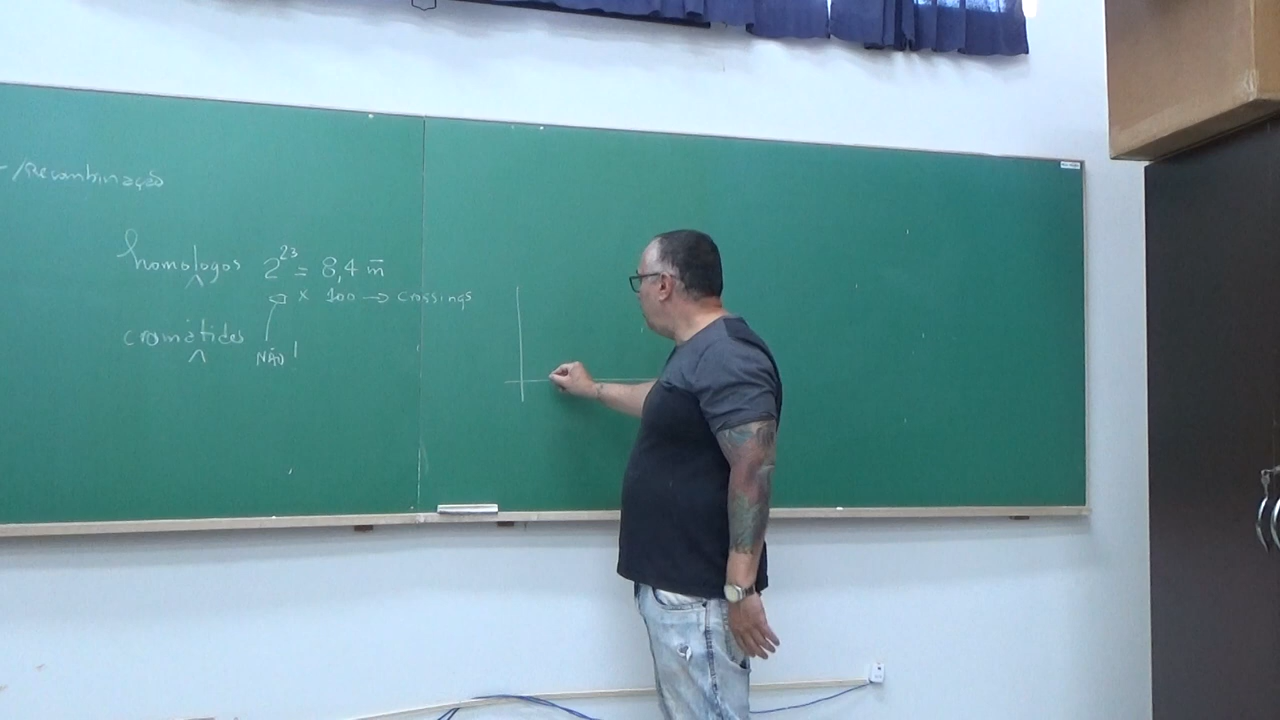 -/Recombinação
homologos 2²³ = 8,4 m̄
^ x 100 → crossings
cromátides
^ NÃO!